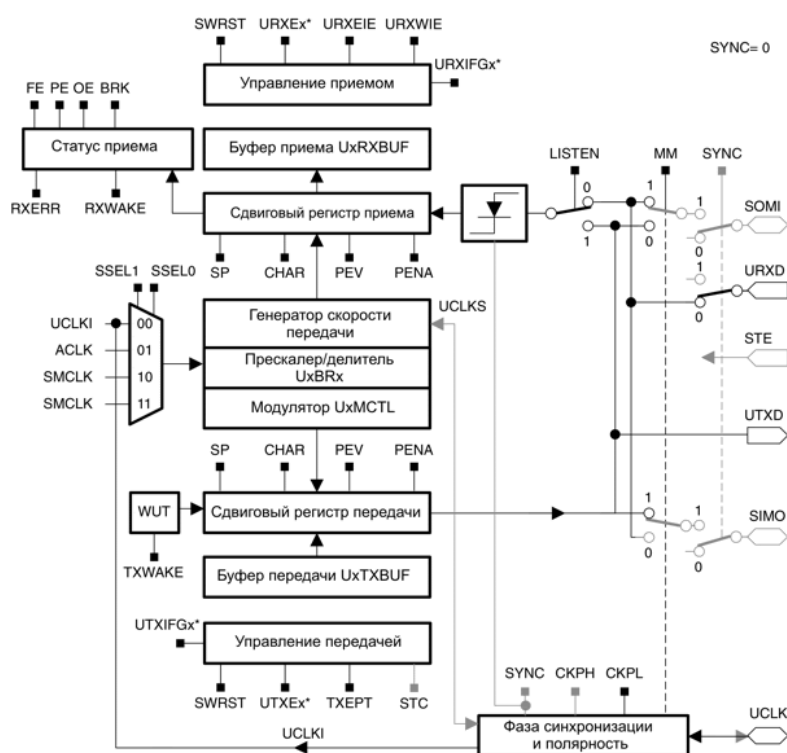 SWRST URXEx* URXEIE URXWIE
SYNC= 0
URXIFGx*
Управление приемом
FE PE OE BRK
Статус приема
Буфер приема UxRXBUF
LISTEN MM SYNC
RXERR RXWAKE
Сдвиговый регистр приема
0
1
1
0
1
0
SOMI
SP CHAR PEV PENA
SSEL1 SSEL0
UCLKS
1
0
URXD
UCLKI 00
ACLK 01
SMCLK 10
SMCLK 11
Генератор скорости
передачи
Прескалер/делитель
UxBRx
Модулятор UxMCTL
STE
UTXD
SP CHAR PEV PENA
WUT
Сдвиговый регистр передачи
1
0
1
0
SIMO
TXWAKE
Буфер передачи UxTXBUF
UTXIFGx*
Управление передачей
SWRST UTXEx* TXEPT STC
SYNC CKPH CKPL
UCLKI
Фаза синхронизации
и полярность
UCLK